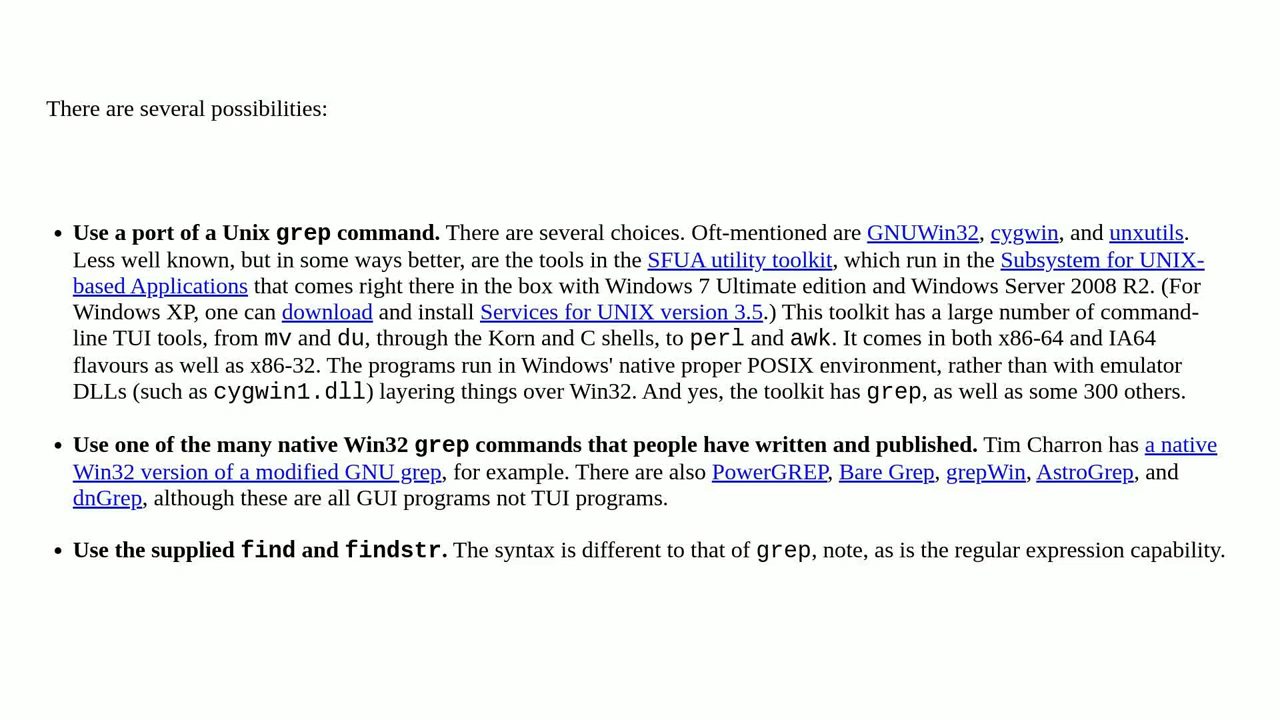 There are several possibilities:
• Use a port of a Unix grep command. There are several choices. Oft-mentioned are GNUWin32, cygwin, and unxutils.
Less well known, but in some ways better, are the tools in the SFUA utility toolkit, which run in the Subsystem for UNIX-
based Applications that comes right there in the box with Windows 7 Ultimate edition and Windows Server 2008 R2. (For
Windows XP, one can download and install Services for UNIX version 3.5.) This toolkit has a large number of command-
line TUI tools, from mv and du, through the Korn and C shells, to perl and awk. It comes in both x86-64 and IA64
flavours as well as x86-32. The programs run in Windows' native proper POSIX environment, rather than with emulator
DLLs (such as cygwin1.dll) layering things over Win32. And yes, the toolkit has grep, as well as some 300 others.
• Use one of the many native Win32 grep commands that people have written and published. Tim Charron has a native
Win32 version of a modified GNU grep, for example. There are also PowerGREP, Bare Grep, grepWin, AstroGrep, and
dnGrep, although these are all GUI programs not TUI programs.
• Use the supplied find and findstr. The syntax is different to that of grep, note, as is the regular expression capability.